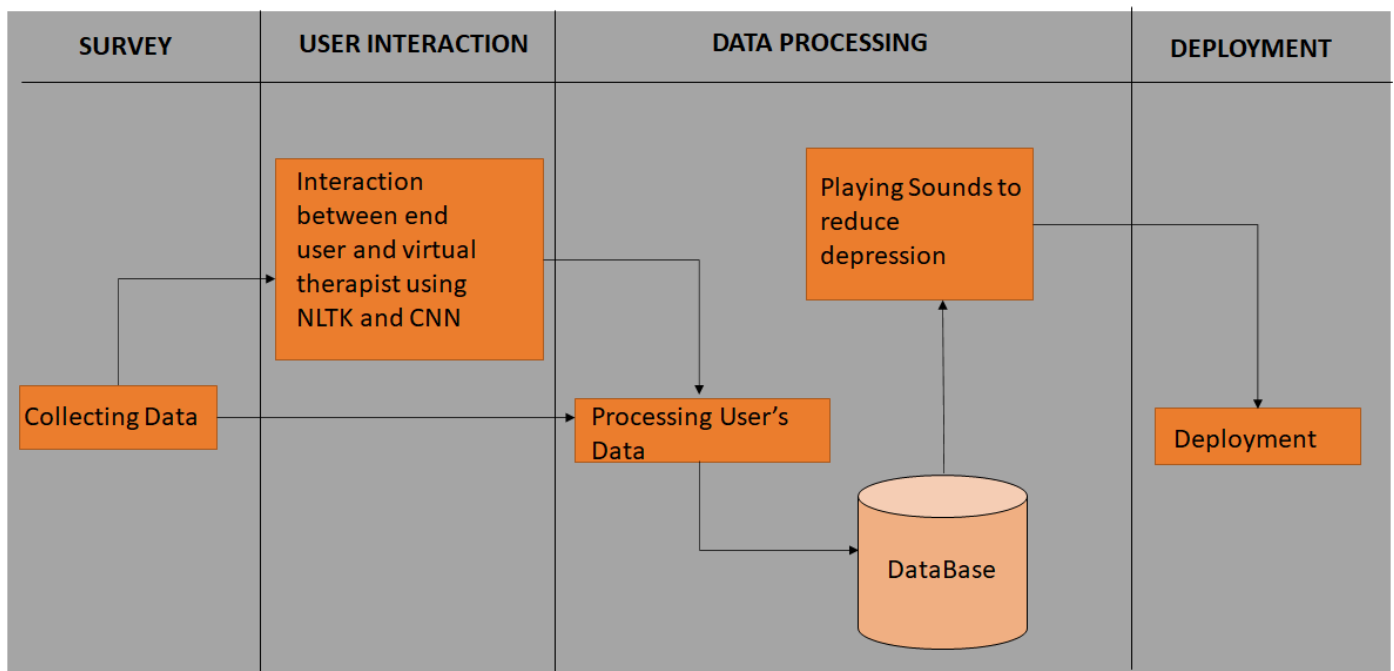 SURVEY
USER INTERACTION
DATA PROCESSING
DEPLOYMENT
Interaction
between end
user and virtual
therapist using
NLTK and CNN
Playing Sounds to
reduce
depression
Collecting Data
Processing User’s
Data
Deployment
DataBase